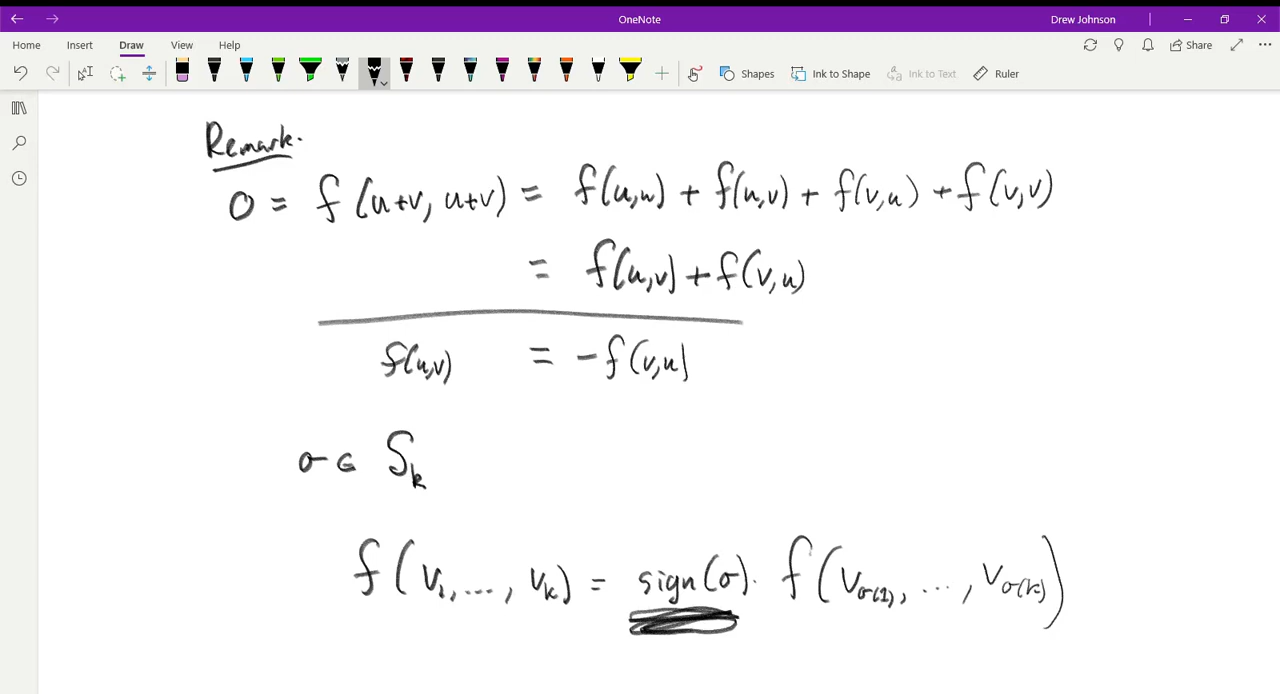 OneNote
Drew Johnson
Home Insert Draw View Help
Share
Shapes Ink to Shape Ink to Text Ruler
Remark.
0 = f(u+v, u+v) = f(u,u) + f(u,v) + f(v,u) + f(v,v)
= f(u,v) + f(v,u)
f(u,v) = -f(v,u)
σ ∈ S_k
f(v_1, ..., v_k) = sign(σ) · f(v_σ(1), ..., v_σ(k))